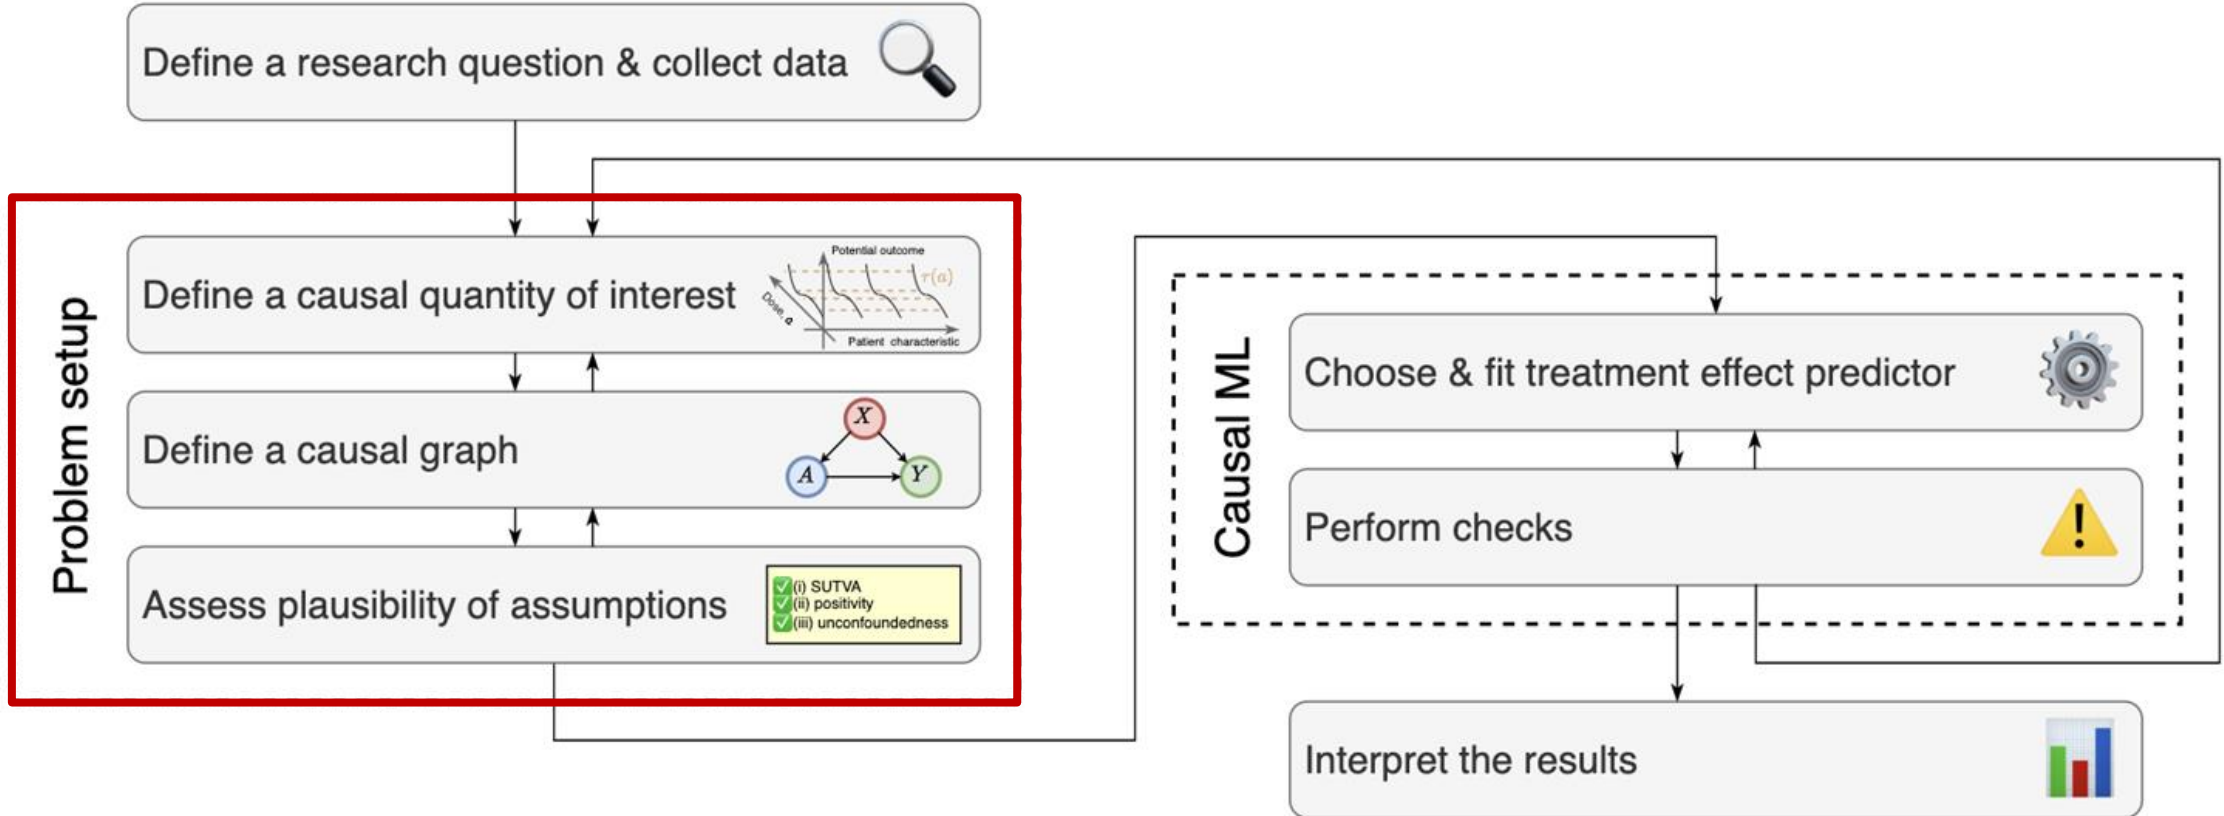 Define a research question & collect data
Problem setup
Define a causal quantity of interest
Potential outcome
τ(a)
Dose, a
Patient characteristic
Define a causal graph
X
A
Y
Assess plausibility of assumptions
(i) SUTVA
(ii) positivity
(iii) unconfoundedness
Causal ML
Choose & fit treatment effect predictor
Perform checks
Interpret the results